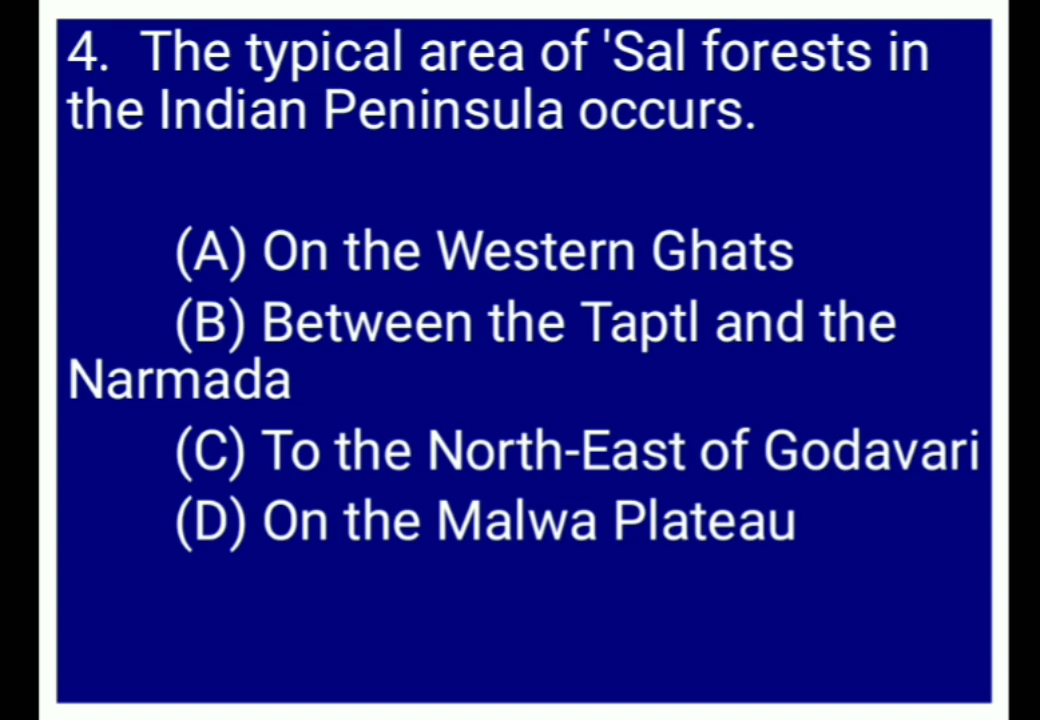 4. The typical area of 'Sal forests in
the Indian Peninsula occurs.
(A) On the Western Ghats
(B) Between the Taptl and the
Narmada
(C) To the North-East of Godavari
(D) On the Malwa Plateau